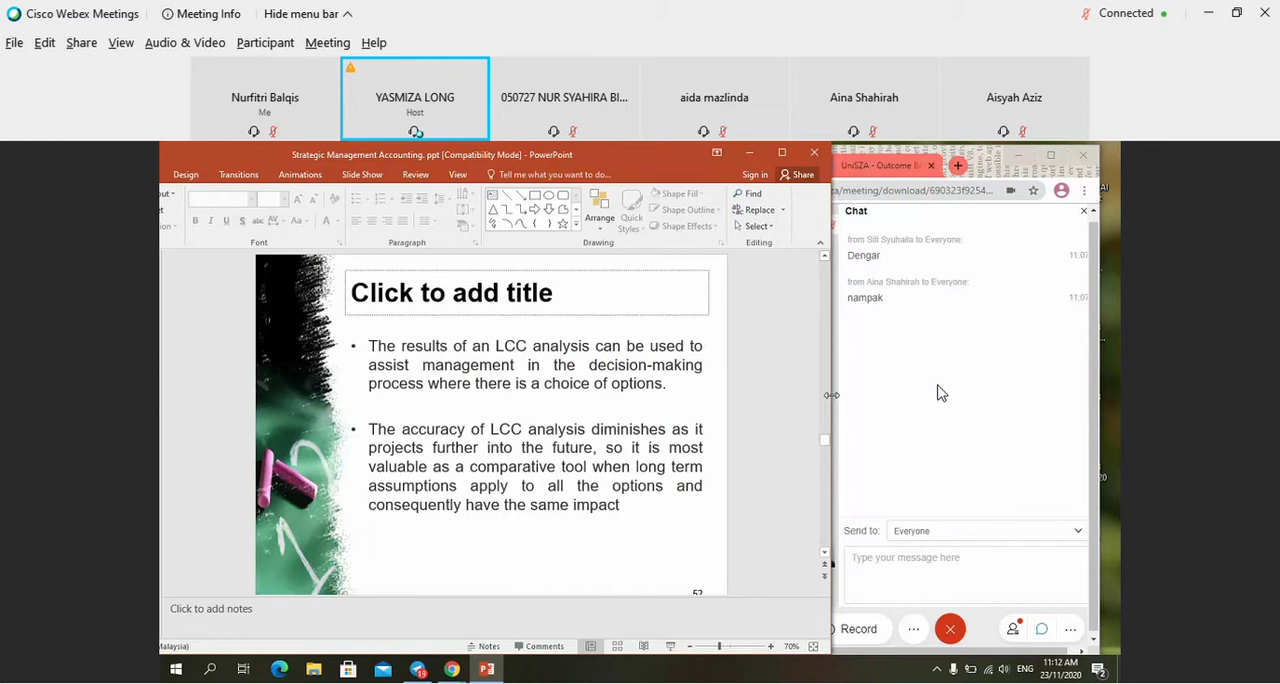 Cisco Webex Meetings
Meeting Info
Hide menu bar
Connected
File Edit Share View Audio & Video Participant Meeting Help
Nurfitri Balqis
Me
YASMIZA LONG
Host
050727 NUR SYAHIRA BI...
aida mazlinda
Aina Shahirah
Aisyah Aziz
Strategic Management Accounting. ppt [Compatibility Mode] - PowerPoint
Design Transitions Animations Slide Show Review View Tell me what you want to do... Sign in Share
Arrange
Quick
Styles
Shape Fill
Shape Outline
Shape Effects
Find
Replace
Select
Font Paragraph Drawing Editing
Click to add title
• The results of an LCC analysis can be used to
assist management in the decision-making
process where there is a choice of options.
• The accuracy of LCC analysis diminishes as it
projects further into the future, so it is most
valuable as a comparative tool when long term
assumptions apply to all the options and
consequently have the same impact
52
Click to add notes
Malaysia)
Notes
Comments
70%
UniSZA - Outcome B
za/meeting/download/690323f9254...
Chat
from Siti Syuhaila to Everyone:
Dengar 11:07
from Aina Shahirah to Everyone:
nampak 11:07
Send to: Everyone
Type your message here
Record
ENG
11:12 AM
23/11/2020